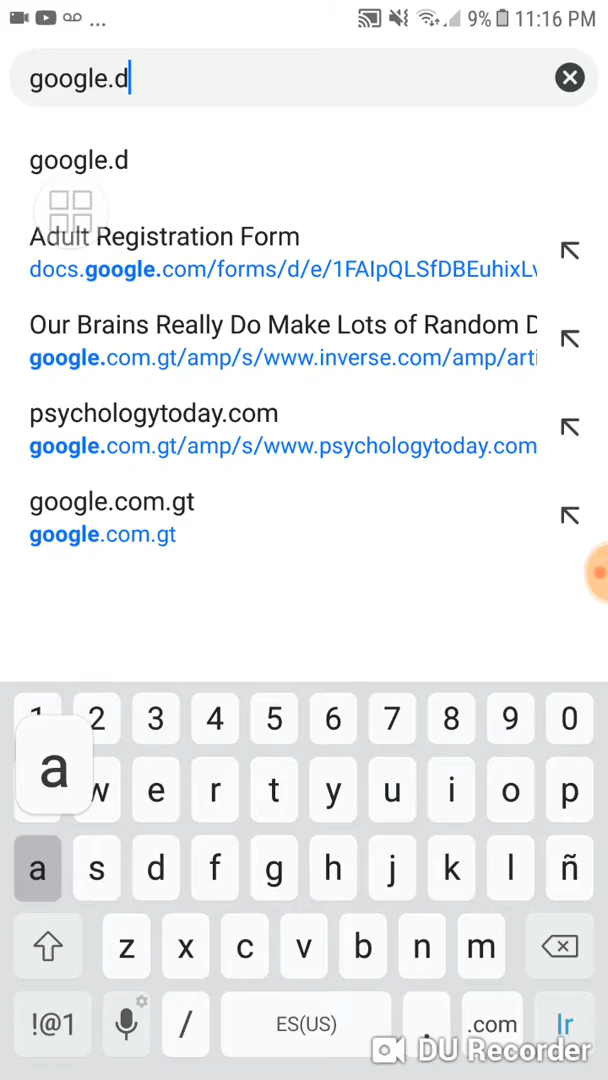 ... 9% 11:16 PM
google.d
google.d
Adult Registration Form
docs.google.com/forms/d/e/1FAIpQLSfDBEuhixLv
Our Brains Really Do Make Lots of Random D
google.com.gt/amp/s/www.inverse.com/amp/arti
psychologytoday.com
google.com.gt/amp/s/www.psychologytoday.com
google.com.gt
google.com.gt
1 2 3 4 5 6 7 8 9 0
a w e r t y u i o p
a s d f g h j k l ñ
z x c v b n m
!@1 / ES(US) . .com Ir
DU Recorder